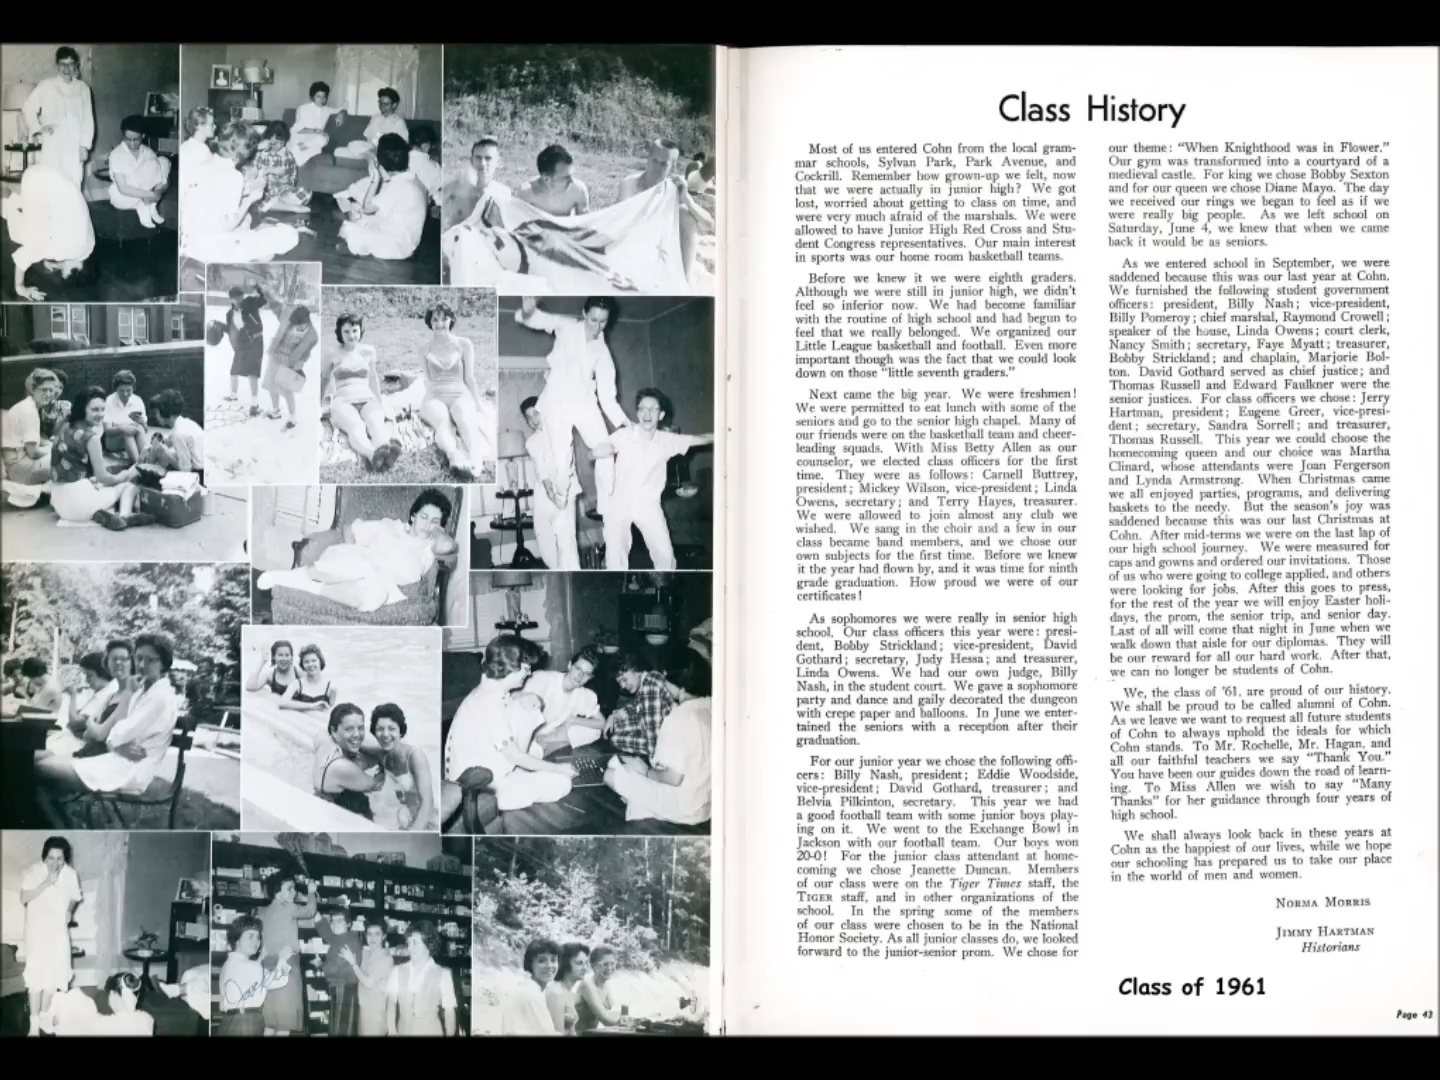 Class History
Most of us entered Cohn from the local gram-
mar schools, Sylvan Park, Park Avenue, and
Cockrill. Remember how grown-up we felt, now
that we were actually in junior high? We got
lost, worried about getting to class on time, and
were very much afraid of the marshals. We were
allowed to have Junior High Red Cross and Stu-
dent Congress representatives. Our main interest
in sports was our home room basketball teams.
Before we knew it we were eighth graders.
Although we were still in junior high, we didn't
feel so inferior now. We had become familiar
with the routine of high school and had begun to
feel that we really belonged. We organized our
Little League basketball and football. Even more
important though was the fact that we could look
down on those "little seventh graders."
Next came the big year. We were freshmen!
We were permitted to eat lunch with some of the
seniors and go to the senior high chapel. Many of
our friends were on the basketball team and cheer-
leading squads. With Miss Betty Allen as our
counselor, we elected class officers for the first
time. They were as follows: Carnell Buttrey,
president; Mickey Wilson, vice-president; Linda
Owens, secretary; and Terry Hayes, treasurer.
We were allowed to join almost any club we
wished. We sang in the choir and a few in our
class became band members, and we chose our
own subjects for the first time. Before we knew
it the year had flown by, and it was time for ninth
grade graduation. How proud we were of our
certificates!
As sophomores we were really in senior high
school. Our class officers this year were: presi-
dent, Bobby Strickland; vice-president, David
Gothard; secretary, Judy Hessa; and treasurer,
Linda Owens. We had our own judge, Billy
Nash, in the student court. We gave a sophomore
party and dance and gaily decorated the dungeon
with crepe paper and balloons. In June we enter-
tained the seniors with a reception after their
graduation.
For our junior year we chose the following offi-
cers: Billy Nash, president; Eddie Woodside,
vice-president; David Gothard, treasurer; and
Belvia Pilkinton, secretary. This year we had
a good football team with some junior boys play-
ing on it. We went to the Exchange Bowl in
Jackson with our football team. Our boys won
20-0! For the junior class attendant at home-
coming we chose Jeanette Duncan. Members
of our class were on the Tiger Times staff, the
TIGER staff, and in other organizations of the
school. In the spring some of the members
of our class were chosen to be in the National
Honor Society. As all junior classes do, we looked
forward to the junior-senior prom. We chose for
our theme: "When Knighthood was in Flower."
Our gym was transformed into a courtyard of a
medieval castle. For king we chose Bobby Sexton
and for our queen we chose Diane Mayo. The day
we received our rings we began to feel as if we
were really big people. As we left school on
Saturday, June 4, we knew that when we came
back it would be as seniors.
As we entered school in September, we were
saddened because this was our last year at Cohn.
We furnished the following student government
officers: president, Billy Nash; vice-president,
Billy Pomeroy; chief marshal, Raymond Crowell;
speaker of the house, Linda Owens; court clerk,
Nancy Smith; secretary, Faye Myatt; treasurer,
Bobby Strickland; and chaplain, Marjorie Bol-
ton. David Gothard served as chief justice; and
Thomas Russell and Edward Faulkner were the
senior justices. For class officers we chose: Jerry
Hartman, president; Eugene Greer, vice-presi-
dent; secretary, Sandra Sorrell; and treasurer,
Thomas Russell. This year we could choose the
homecoming queen and our choice was Martha
Clinard, whose attendants were Joan Fergerson
and Lynda Armstrong. When Christmas came
we all enjoyed parties, programs, and delivering
baskets to the needy. But the season's joy was
saddened because this was our last Christmas at
Cohn. After mid-terms we were on the last lap of
our high school journey. We were measured for
caps and gowns and ordered our invitations. Those
of us who were going to college applied, and others
were looking for jobs. After this goes to press,
for the rest of the year we will enjoy Easter holi-
days, the prom, the senior trip, and senior day.
Last of all will come that night in June when we
walk down that aisle for our diplomas. They will
be our reward for all our hard work. After that,
we can no longer be students of Cohn.
We, the class of '61, are proud of our history.
We shall be proud to be called alumni of Cohn.
As we leave we want to request all future students
of Cohn to always uphold the ideals for which
Cohn stands. To Mr. Rochelle, Mr. Hagan, and
all our faithful teachers we say "Thank You."
You have been our guides down the road of learn-
ing. To Miss Allen we wish to say "Many
Thanks" for her guidance through four years of
high school.
We shall always look back in these years at
Cohn as the happiest of our lives, while we hope
our schooling has prepared us to take our place
in the world of men and women.
NORMA MORRIS
JIMMY HARTMAN
Historians
Class of 1961
Page 43